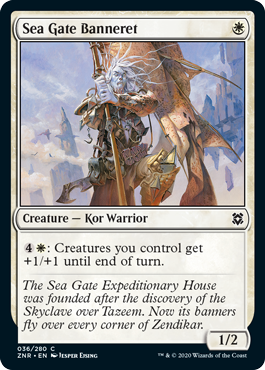 Sea Gate Banneret
Creature — Kor Warrior
4: Creatures you control get
+1/+1 until end of turn.
The Sea Gate Expeditionary House
was founded after the discovery of the
Skyclave over Tazeem. Now its banners
fly over every corner of Zendikar.
1/2
036/280 C
ZNR • EN Jesper Ejsing
™ & © 2020 Wizards of the Coast